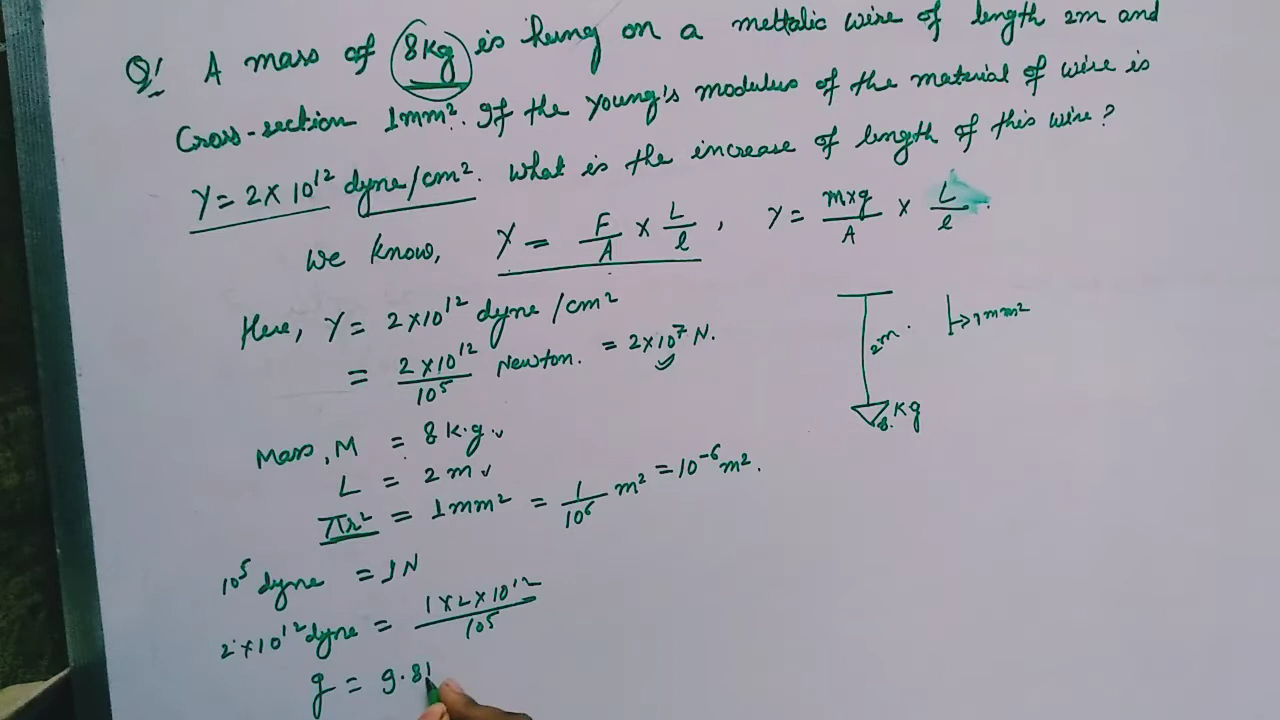 Q1 A mass of 8Kg is hung on a mettalic wire of length 2m and
Cross-section 1mm². If the Young's modulus of the material of wire is
Y = 2 × 10¹² dyne/cm². What is the increase of length of this wire?
We know, Y = F/A × L/l , Y = m×g/A × L/l .
Here, Y = 2×10¹² dyne/cm²
= 2×10¹²/10⁵ Newton. = 2×10⁷ N.
2m. → 1mm²
8. Kg
Mass, M = 8 k.g.
L = 2 m
πr² = 1mm² = 1/10⁶ m² = 10⁻⁶ m².
10⁵ dyne = 1N
2×10¹² dyne = 1×2×10¹²/10⁵
g = 9.81